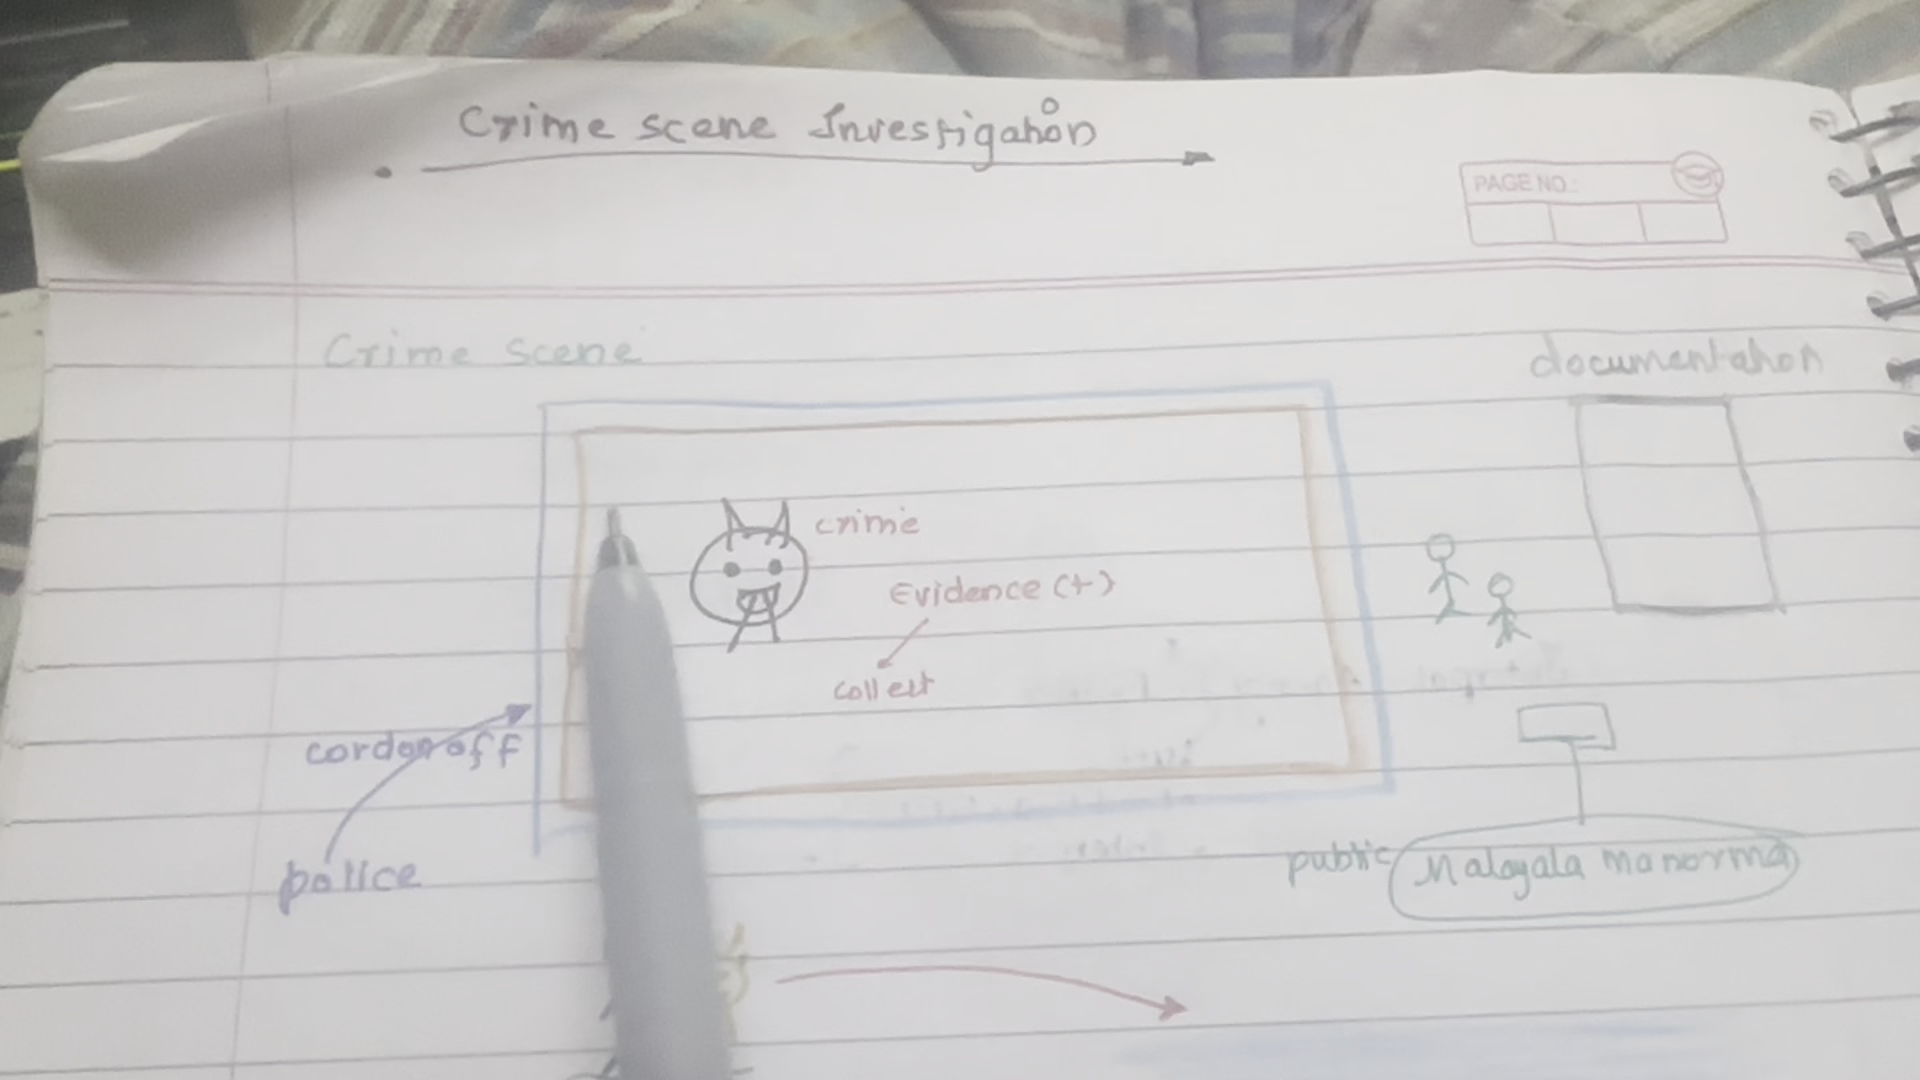 Crime scene Investigation
PAGE NO.:
Crime scene
documentation
crime
Evidence (+)
collect
cordon off
police
public
Malayala manorma